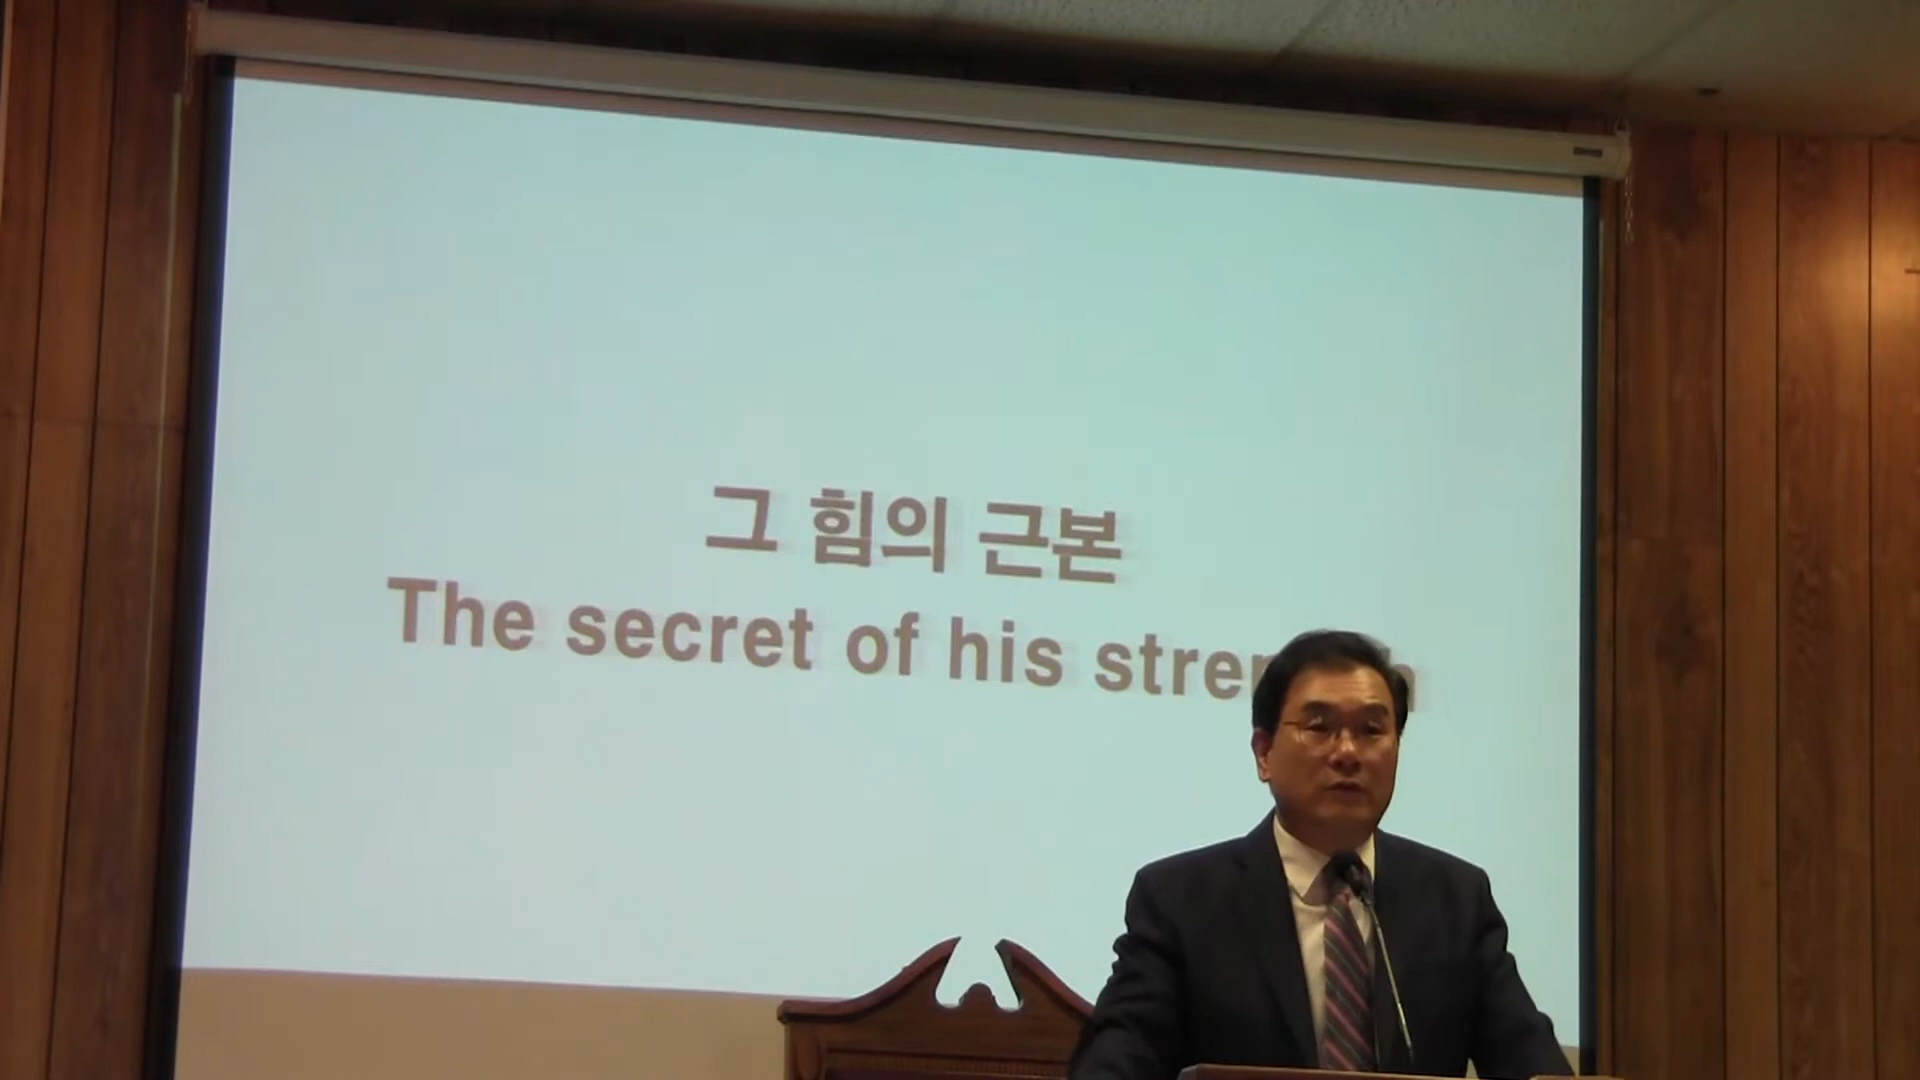 그 힘의 근본
The secret of his